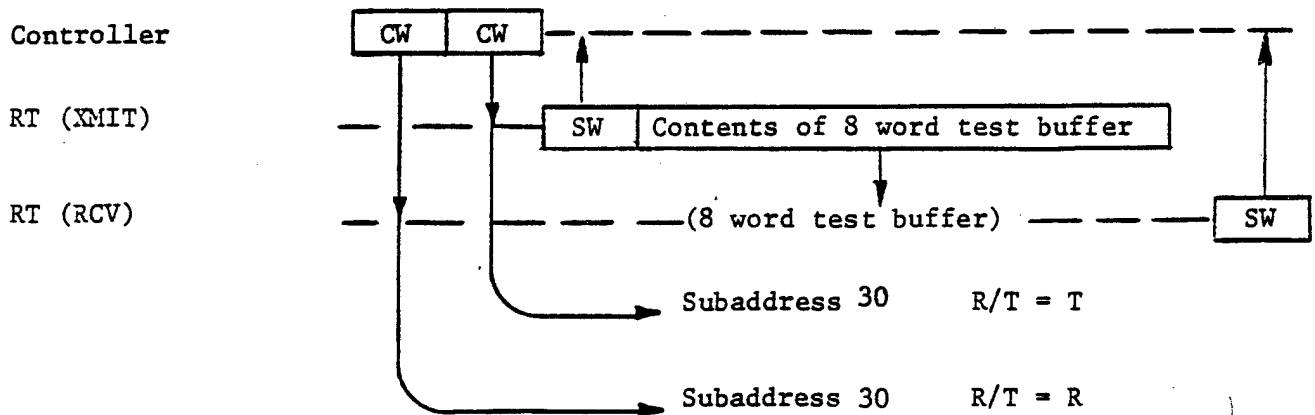 Controller CW CW
RT (XMIT) SW Contents of 8 word test buffer
RT (RCV) (8 word test buffer) SW
Subaddress 30 R/T = T
Subaddress 30 R/T = R